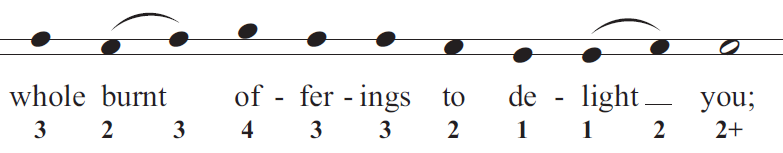 whole burnt of - fer - ings to de - light __ you;
3 2 3 4 3 3 2 1 1 2 2+